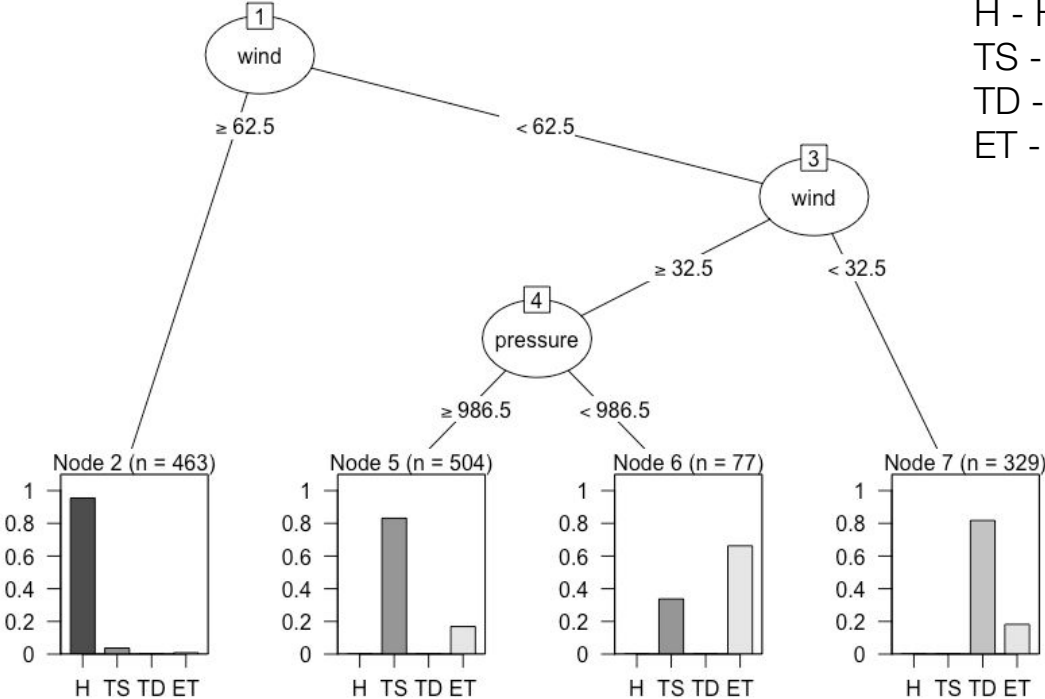 1
wind
≥ 62.5
< 62.5
H -
TS -
TD -
ET -
3
wind
≥ 32.5
< 32.5
4
pressure
≥ 986.5
< 986.5
Node 2 (n = 463)
1
0.8
0.6
0.4
0.2
0
H TS TD ET
Node 5 (n = 504)
1
0.8
0.6
0.4
0.2
0
H TS TD ET
Node 6 (n = 77)
1
0.8
0.6
0.4
0.2
0
H TS TD ET
Node 7 (n = 329)
1
0.8
0.6
0.4
0.2
0
H TS TD ET